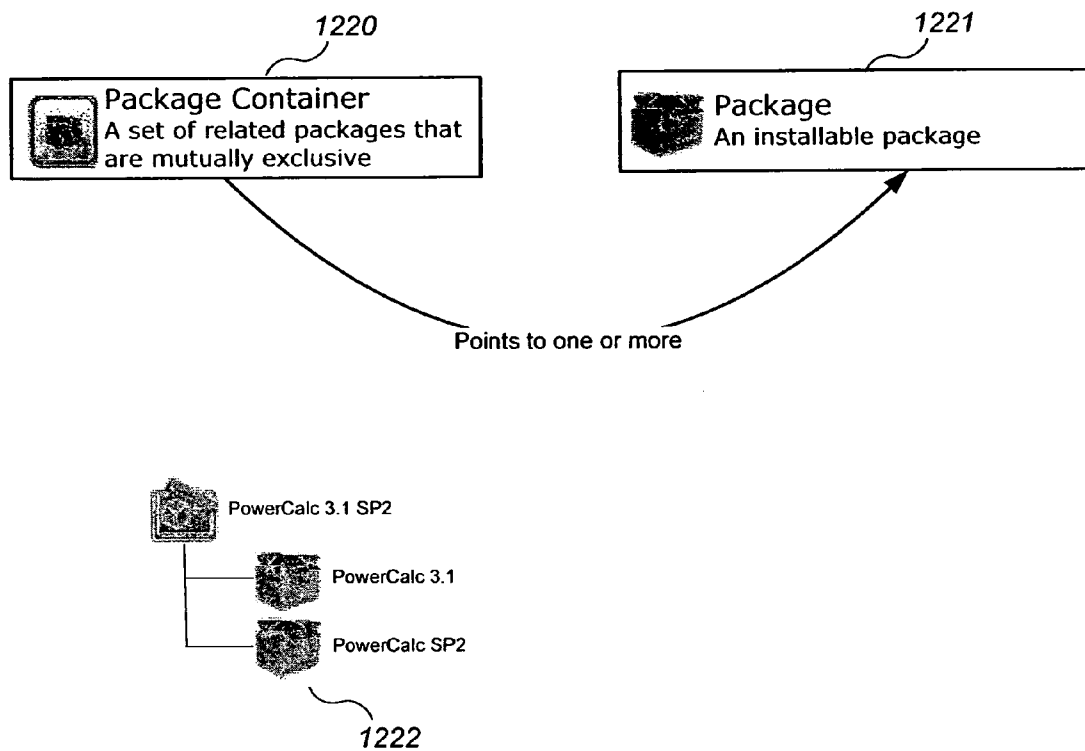 1220
1221
Package Container
A set of related packages that
are mutually exclusive
Package
An installable package
Points to one or more
PowerCalc 3.1 SP2
PowerCalc 3.1
PowerCalc SP2
1222